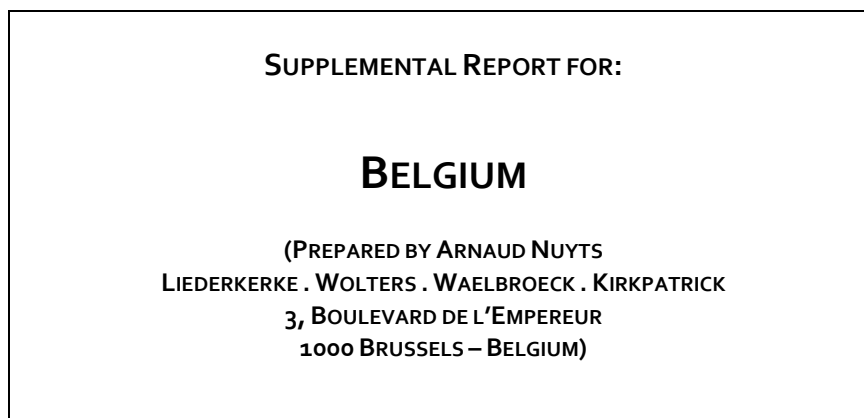 SUPPLEMENTAL REPORT FOR:
BELGIUM
(PREPARED BY ARNAUD NUYTS
LIEDERKERKE . WOLTERS . WAELBROECK . KIRKPATRICK
3, BOULEVARD DE L’EMPEREUR
1000 BRUSSELS – BELGIUM)